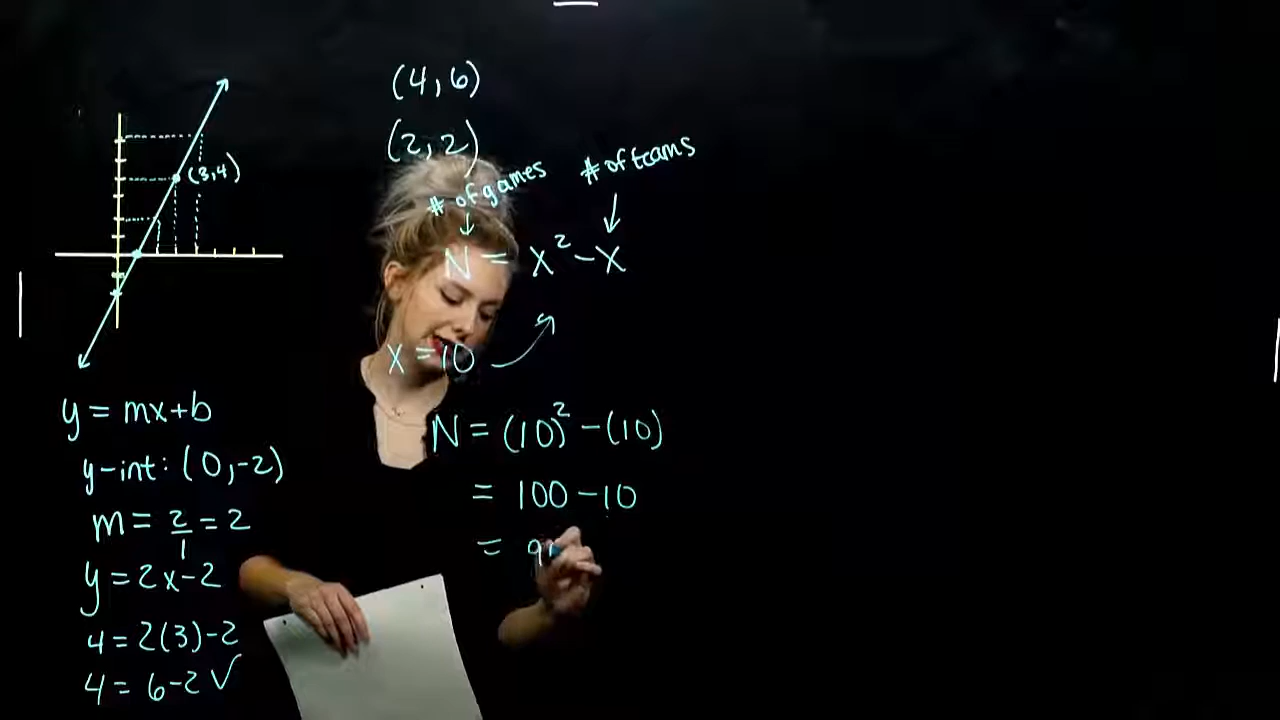 (3,4)
y = mx+b
y-int: (0,-2)
m = 2/1 = 2
y = 2x-2
4 = 2(3)-2
4 = 6-2 ✓
(4,6)
(2,2)
# of games
# of teams
N = x² - x
x = 10
N = (10)² - (10)
= 100 - 10
= 9